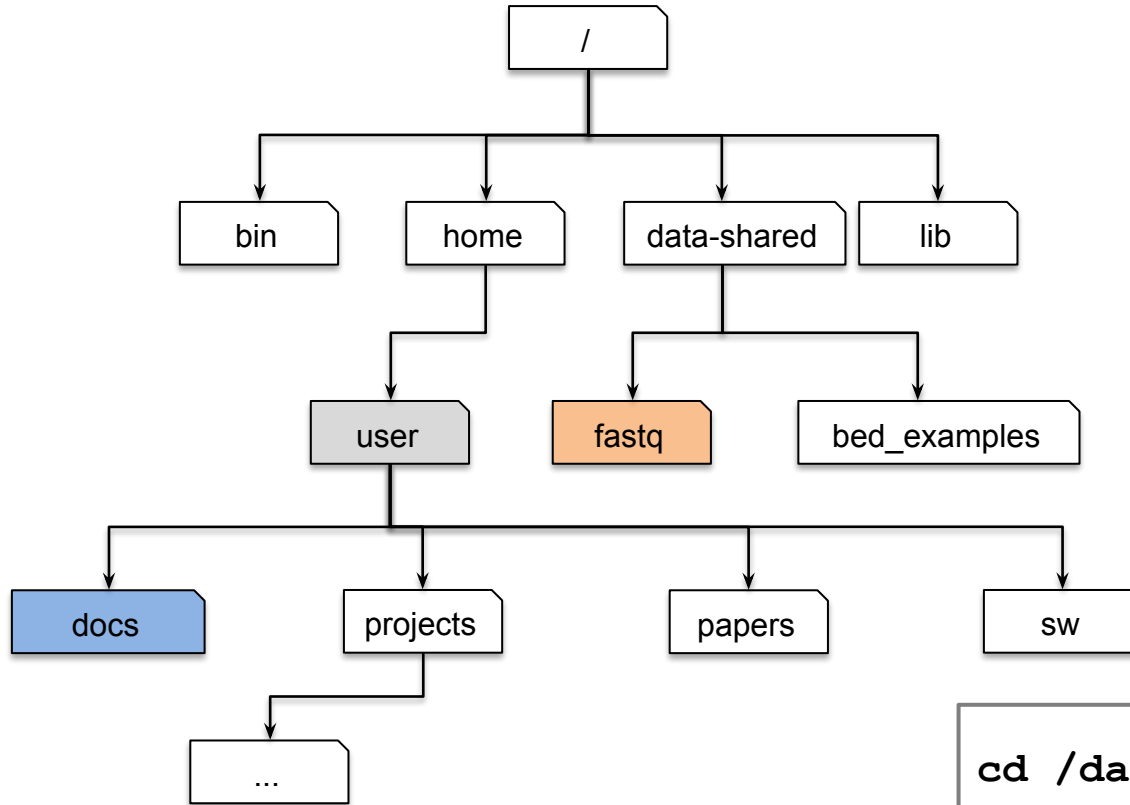 /
bin
home
data-shared
lib
user
fastq
bed_examples
docs
projects
papers
sw
...
cd /da